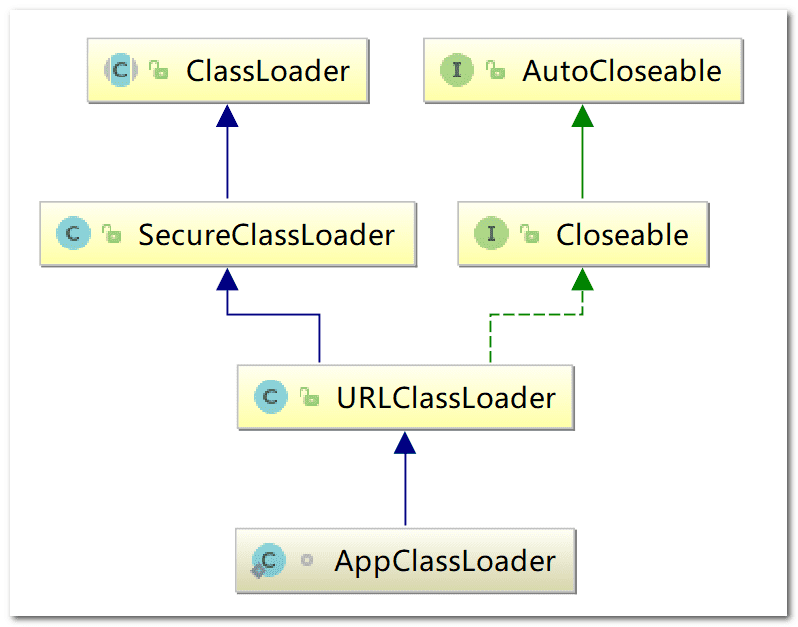 C ClassLoader
I AutoCloseable
C SecureClassLoader
I Closeable
C URLClassLoader
C AppClassLoader